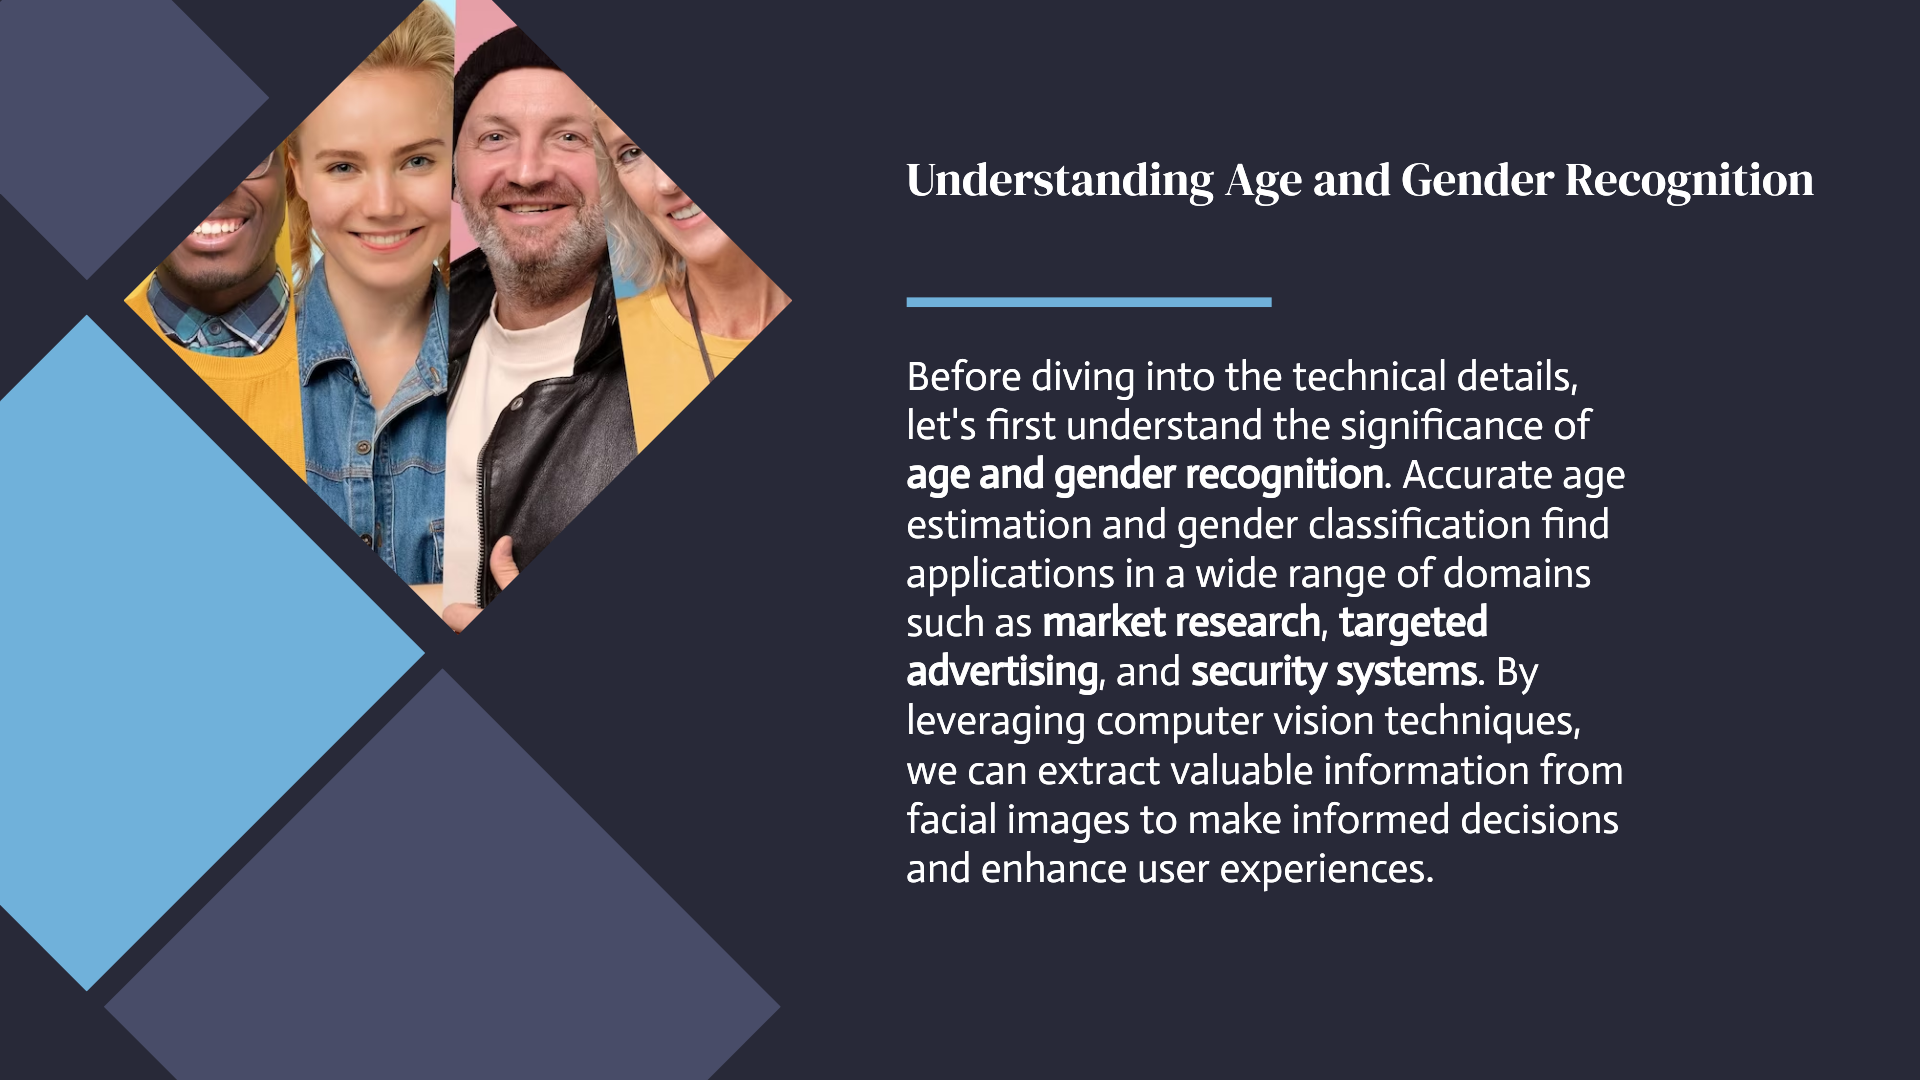 Understanding Age and Gender Recognition
Before diving into the technical details,
let's first understand the significance of
age and gender recognition. Accurate age
estimation and gender classification find
applications in a wide range of domains
such as market research, targeted
advertising, and security systems. By
leveraging computer vision techniques,
we can extract valuable information from
facial images to make informed decisions
and enhance user experiences.